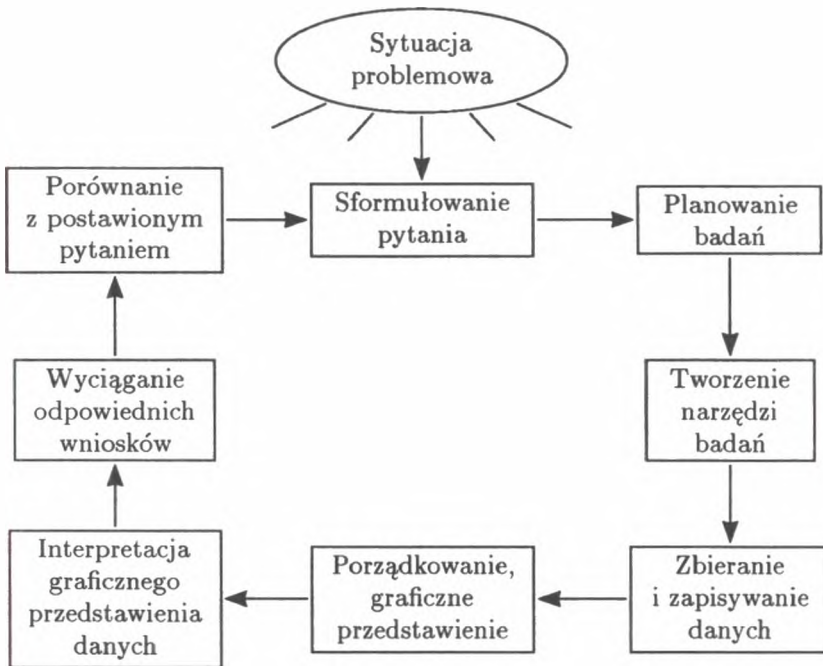 Sytuacja
problemowa
Porównanie
z postawionym
pytaniem
Sformułowanie
pytania
Planowanie
badań
Wyciąganie
odpowiednich
wniosków
Tworzenie
narzędzi
badań
Interpretacja
graficznego
przedstawienia
danych
Porządkowanie,
graficzne
przedstawienie
Zbieranie
i zapisywanie
danych